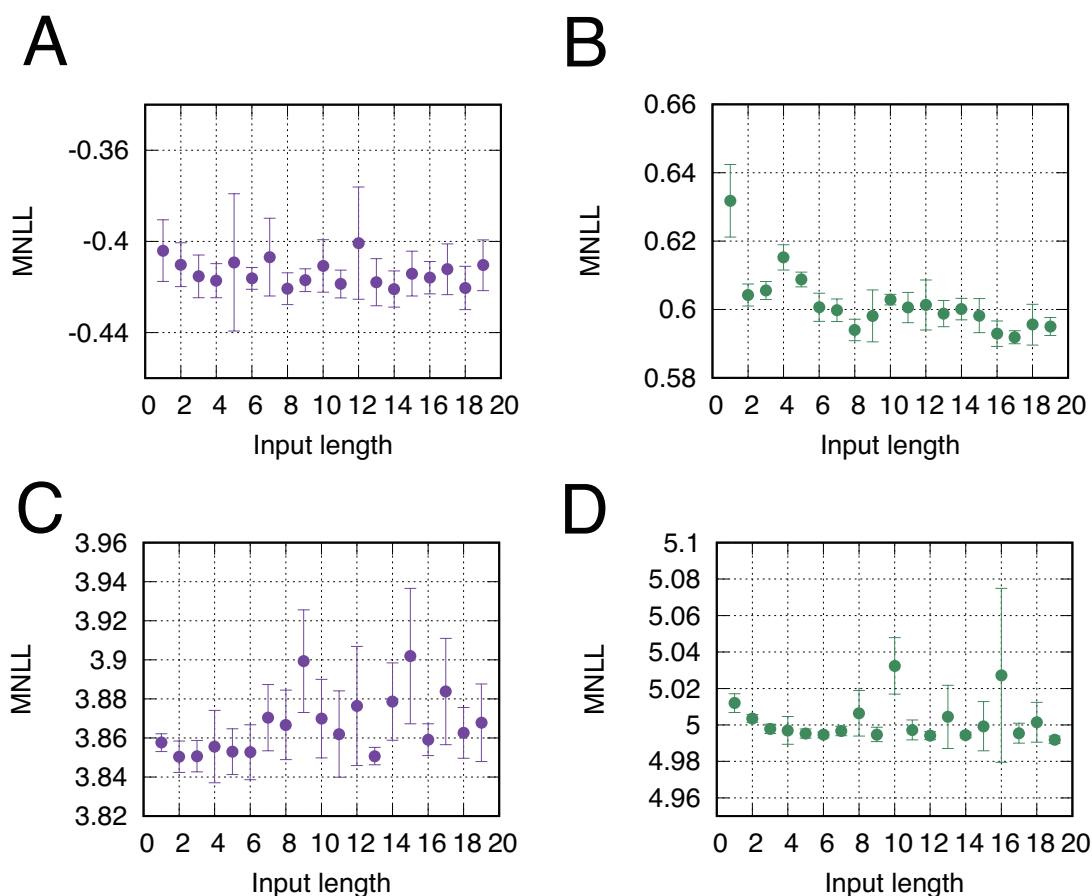 A
-0.36
-0.4
-0.44
MNLL
0 2 4 6 8 10 12 14 16 18 20
Input length
B
0.66
0.64
0.62
0.6
0.58
MNLL
0 2 4 6 8 10 12 14 16 18 20
Input length
C
3.96
3.94
3.92
3.9
3.88
3.86
3.84
3.82
MNLL
0 2 4 6 8 10 12 14 16 18 20
Input length
D
5.1
5.08
5.06
5.04
5.02
5
4.98
4.96
MNLL
0 2 4 6 8 10 12 14 16 18 20
Input length